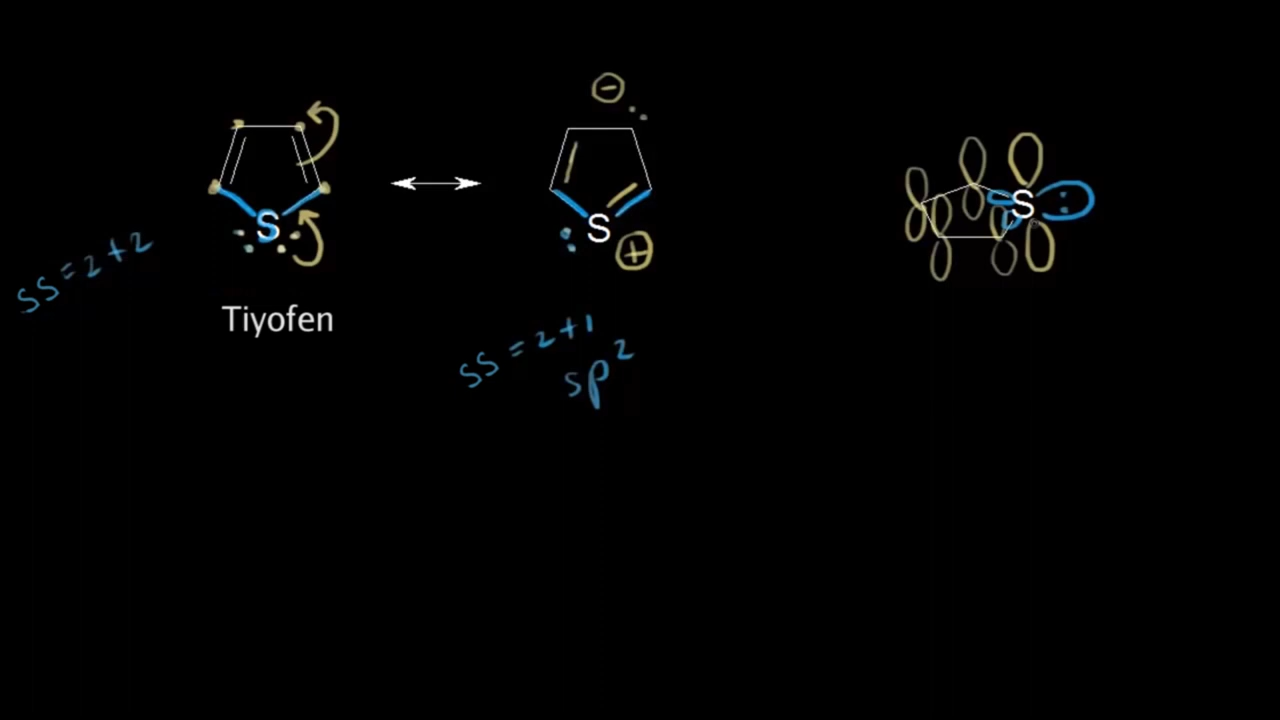 S
S
S
SS = 2 + 2
Tiyofen
SS = 2 + 1
sp²